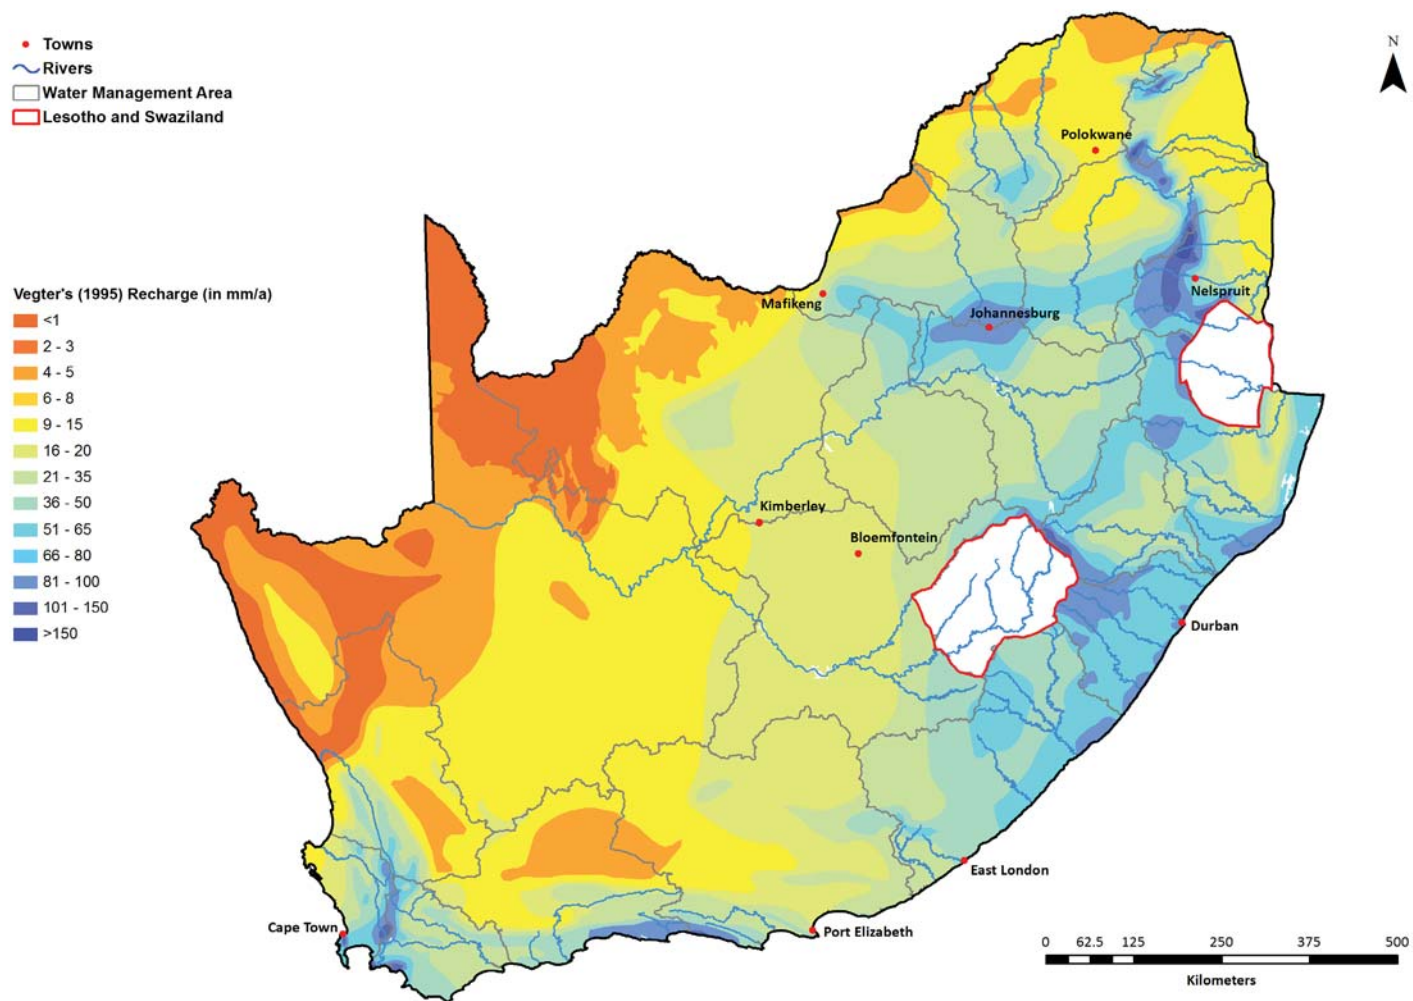 Towns
Rivers
Water Management Area
Lesotho and Swaziland
N
Polokwane
Nelspruit
Mafikeng
Johannesburg
Vegter's (1995) Recharge (in mm/a)
<1
2 - 3
4 - 5
6 - 8
9 - 15
16 - 20
21 - 35
36 - 50
51 - 65
66 - 80
81 - 100
101 - 150
>150
Kimberley
Bloemfontein
Durban
East London
Cape Town
Port Elizabeth
0 62.5 125 250 375 500
Kilometers